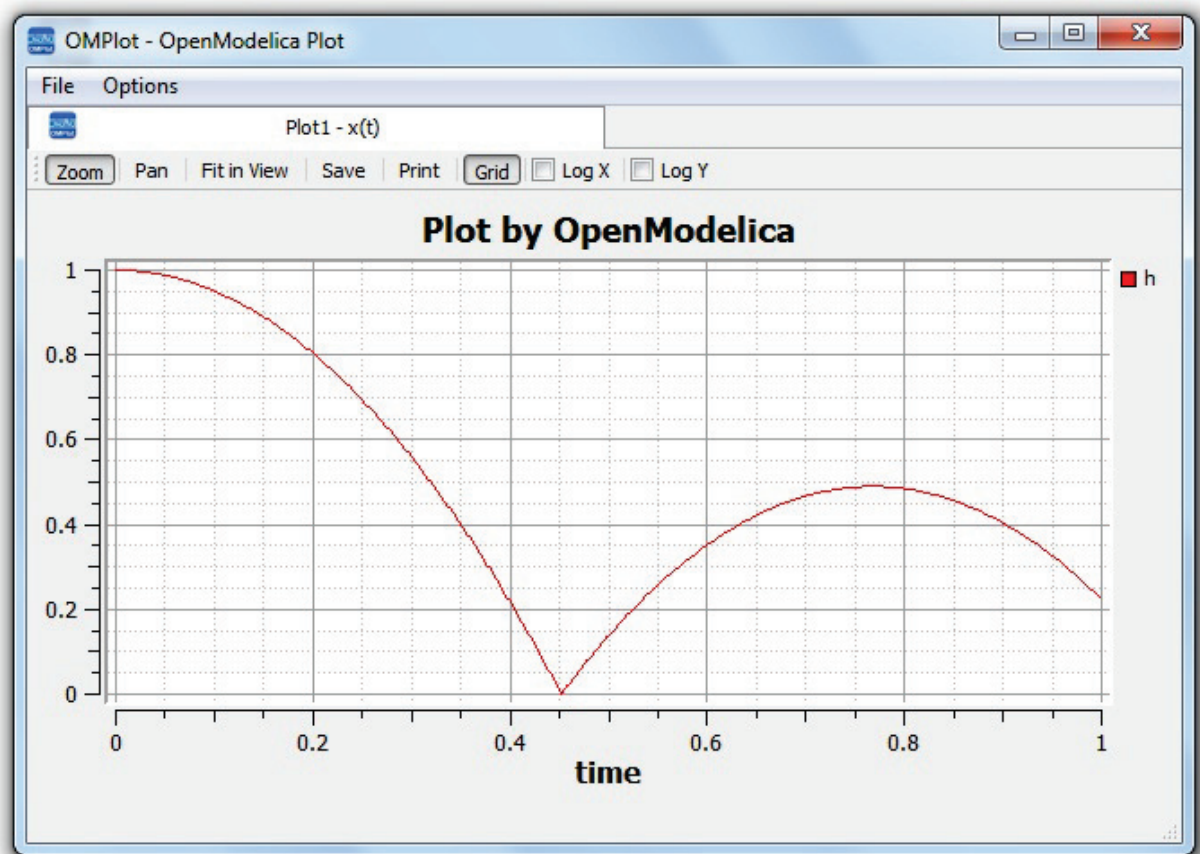 OMPlot - OpenModelica Plot
File Options
Plot1 - x(t)
Zoom Pan Fit in View Save Print Grid Log X Log Y
Plot by OpenModelica
h
1
0.8
0.6
0.4
0.2
0
0 0.2 0.4 0.6 0.8 1
time